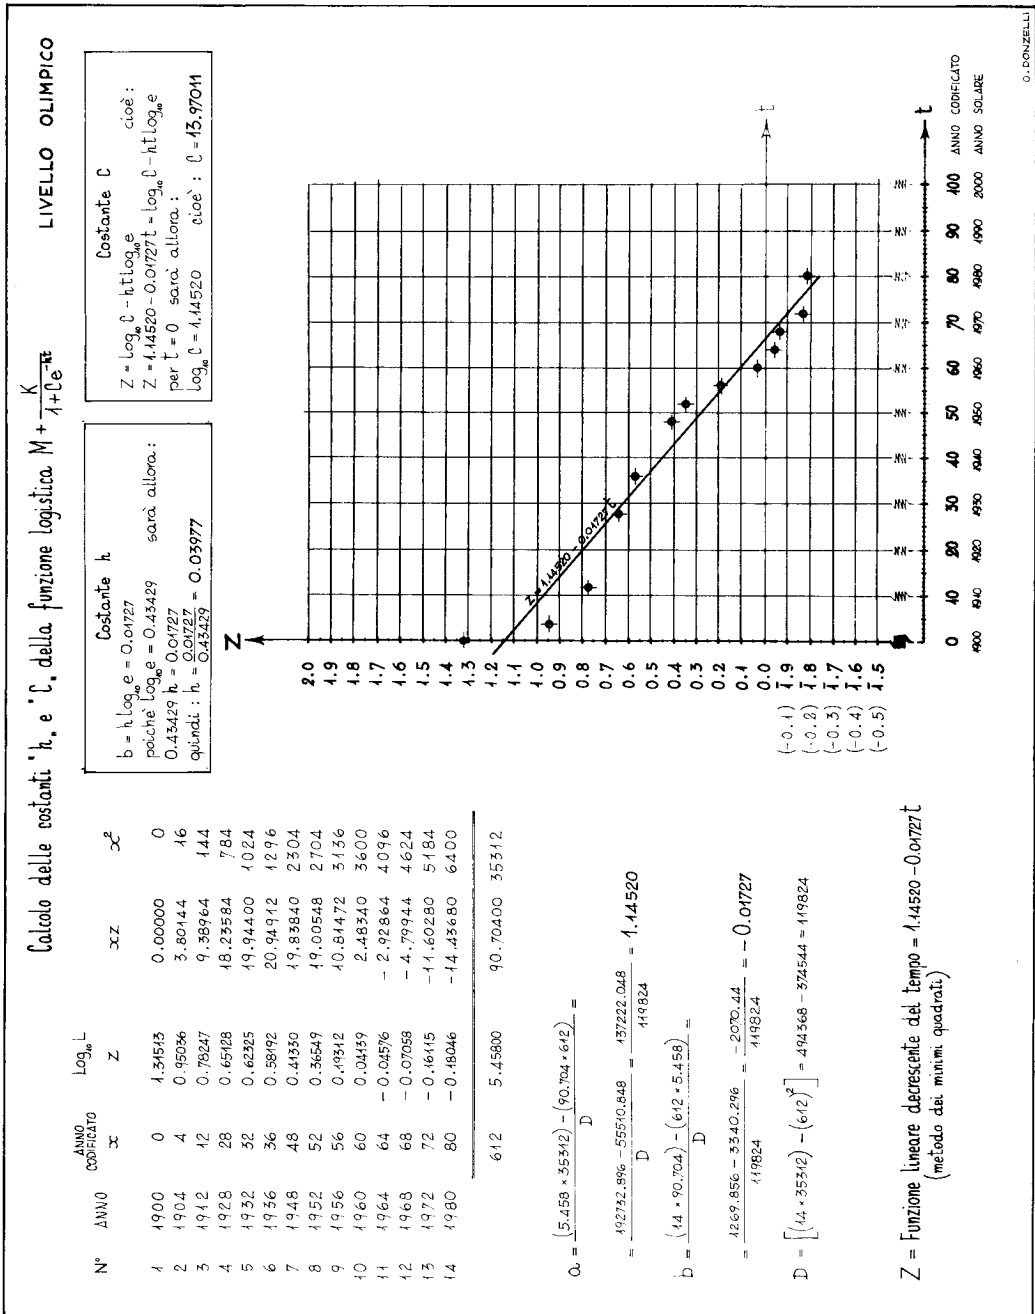 Calcolo delle costanti "h" e "C" della funzione logistica M + K / 1+Ce^-ht
LIVELLO OLIMPICO
N° ANNO ANNO CODIFICATO x Log₁₀ L Z xz x²
1 1900 0 1.31513 0.00000 0
2 1904 4 0.95036 3.80144 16
3 1912 12 0.78247 9.38964 144
4 1928 28 0.65128 18.23584 784
5 1932 32 0.62325 19.94400 1024
6 1936 36 0.58192 20.94912 1296
7 1948 48 0.41330 19.83840 2304
8 1952 52 0.36549 19.00548 2704
9 1956 56 0.19312 10.81472 3136
10 1960 60 0.04139 2.48340 3600
11 1964 64 -0.04576 -2.92864 4096
12 1968 68 -0.07058 -4.79944 4624
13 1972 72 -0.16115 -11.60280 5184
14 1980 80 -0.18046 -14.43680 6400
612 5.45800 90.70400 35312
a = (5.458 × 35312) - (90.704 × 612) / D =
= 192732.896 - 55510.848 / D = 137222.048 / 119824 = 1.14520
b = (14 × 90.704) - (612 × 5.458) / D =
= 1269.856 - 3340.296 / 119824 = -2070.44 / 119824 = -0.01727
D = [(14 × 35312) - (612)²] = 494368 - 374544 = 119824
Z = Funzione lineare decrescente del tempo = 1.14520 - 0.01727 t
(metodo dei minimi quadrati)
Costante h
b = h log₁₀ e = 0.01727
poichè log₁₀ e = 0.43429 sarà allora:
0.43429 h = 0.01727
quindi: h = 0.01727 / 0.43429 = 0.03977
Costante C
Z = log₁₀ C - ht log₁₀ e cioè:
Z = 1.14520 - 0.01727 t = log₁₀ C - ht log₁₀ e
per t = 0 sarà allora:
log₁₀ C = 1.14520 cioè: C = 13.97011
Z
2.0
1.9
1.8
1.7
1.6
1.5
1.4
1.3
1.2
1.1
1.0
0.9
0.8
0.7
0.6
0.5
0.4
0.3
0.2
0.1
0.0
(-0.1) 1.9
(-0.2) 1.8
(-0.3) 1.7
(-0.4) 1.6
(-0.5) 1.5
Z = 1.14520 - 0.01727 t
t
t
0 10 20 30 40 50 60 70 80 90 100 ANNO CODIFICATO
1900 1910 1920 1930 1940 1950 1960 1970 1980 1990 2000 ANNO SOLARE
O. DONZELLI